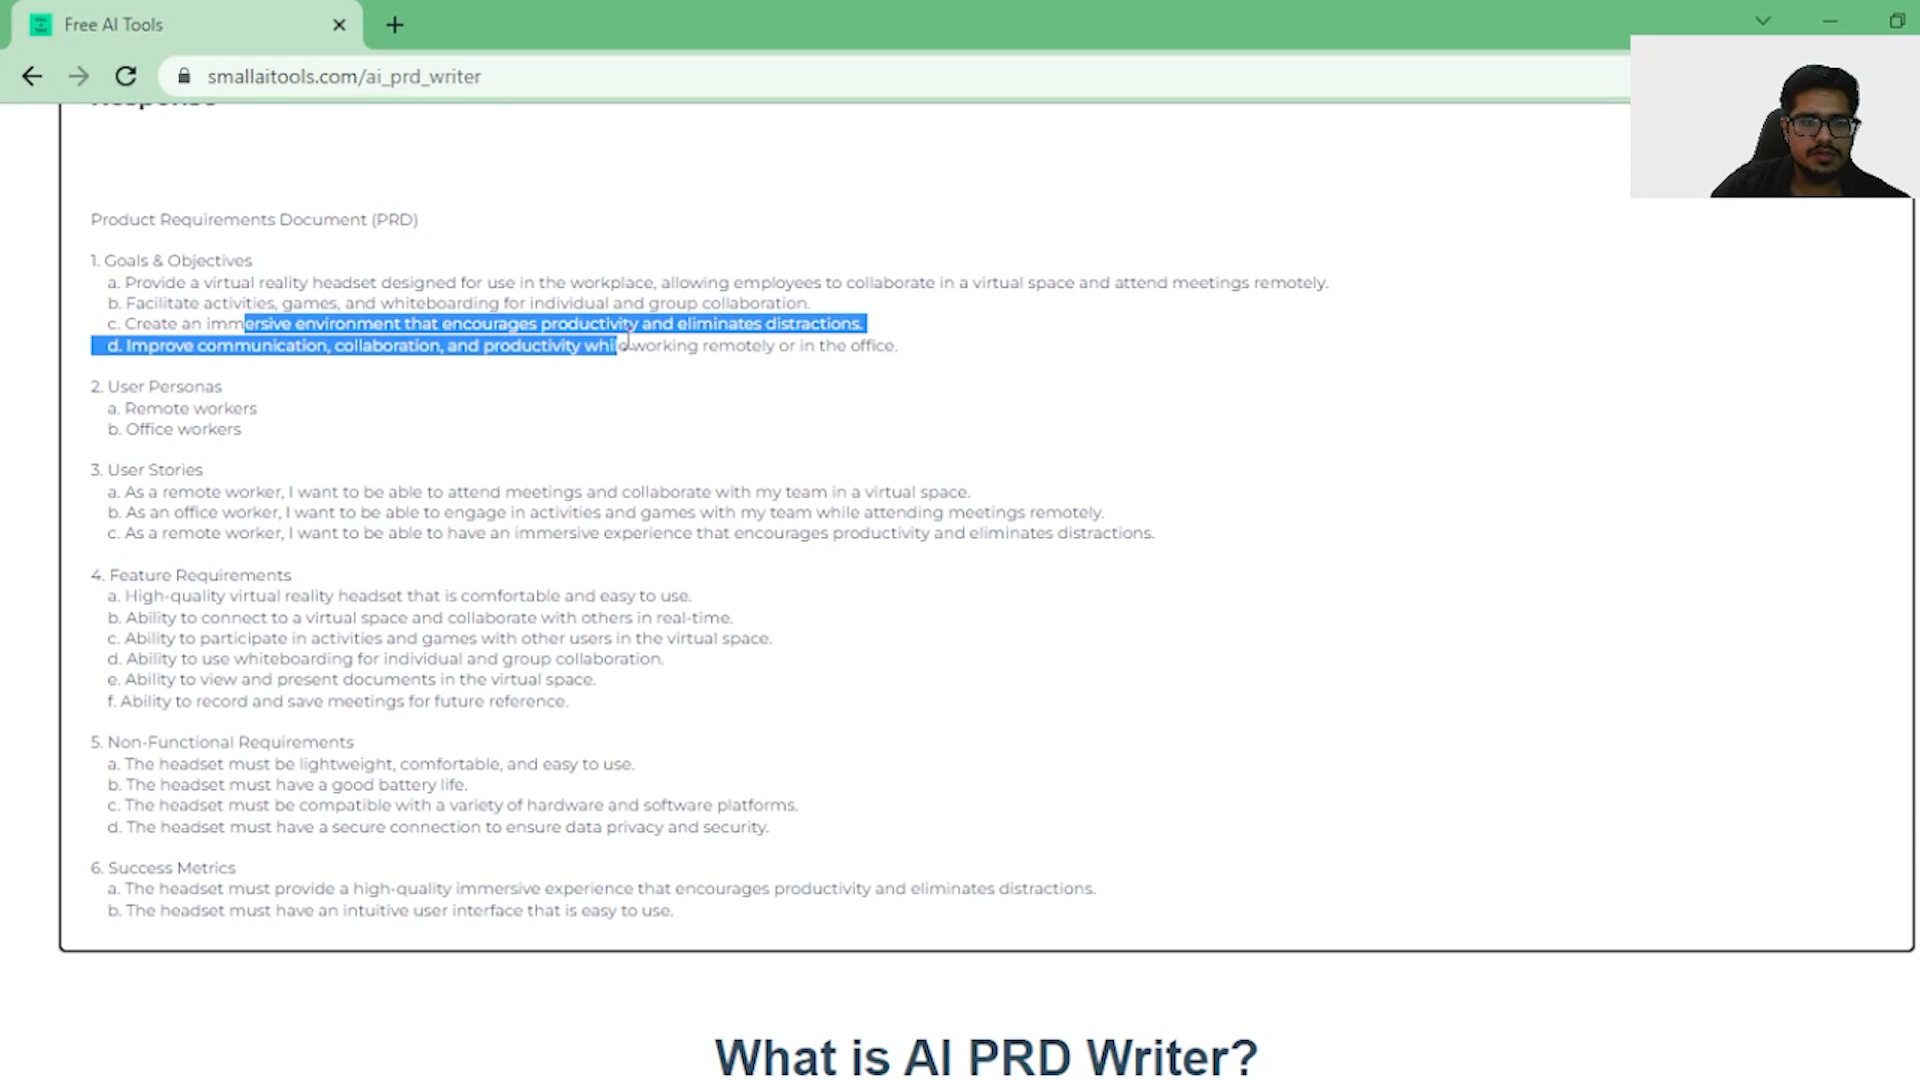 Free AI Tools
smallaitools.com/ai_prd_writer
Response
Product Requirements Document (PRD)
1. Goals & Objectives
a. Provide a virtual reality headset designed for use in the workplace, allowing employees to collaborate in a virtual space and attend meetings remotely.
b. Facilitate activities, games, and whiteboarding for individual and group collaboration.
c. Create an immersive environment that encourages productivity and eliminates distractions.
d. Improve communication, collaboration, and productivity while working remotely or in the office.
2. User Personas
a. Remote workers
b. Office workers
3. User Stories
a. As a remote worker, I want to be able to attend meetings and collaborate with my team in a virtual space.
b. As an office worker, I want to be able to engage in activities and games with my team while attending meetings remotely.
c. As a remote worker, I want to be able to have an immersive experience that encourages productivity and eliminates distractions.
4. Feature Requirements
a. High-quality virtual reality headset that is comfortable and easy to use.
b. Ability to connect to a virtual space and collaborate with others in real-time.
c. Ability to participate in activities and games with other users in the virtual space.
d. Ability to use whiteboarding for individual and group collaboration.
e. Ability to view and present documents in the virtual space.
f. Ability to record and save meetings for future reference.
5. Non-Functional Requirements
a. The headset must be lightweight, comfortable, and easy to use.
b. The headset must have a good battery life.
c. The headset must be compatible with a variety of hardware and software platforms.
d. The headset must have a secure connection to ensure data privacy and security.
6. Success Metrics
a. The headset must provide a high-quality immersive experience that encourages productivity and eliminates distractions.
b. The headset must have an intuitive user interface that is easy to use.
What is AI PRD Writer?